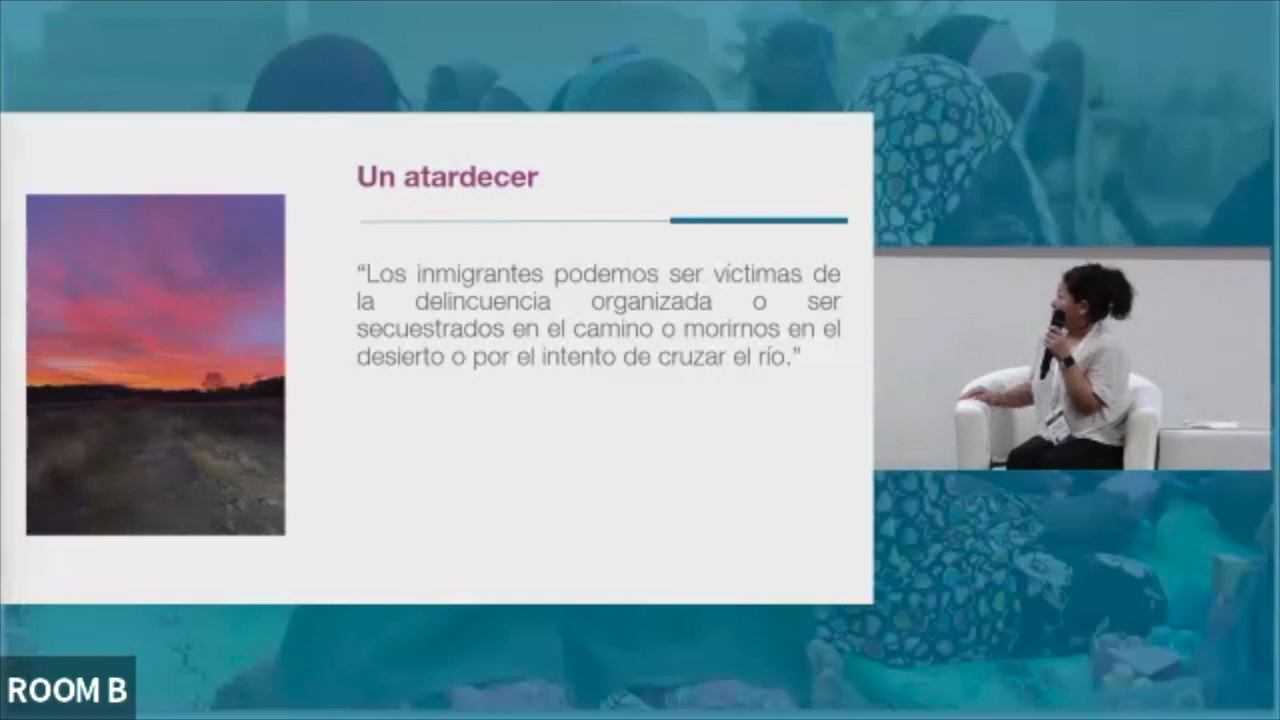 Un atardecer
“Los inmigrantes podemos ser víctimas de
la delincuencia organizada o ser
secuestrados en el camino o morirnos en el
desierto o por el intento de cruzar el río.”
ROOM B